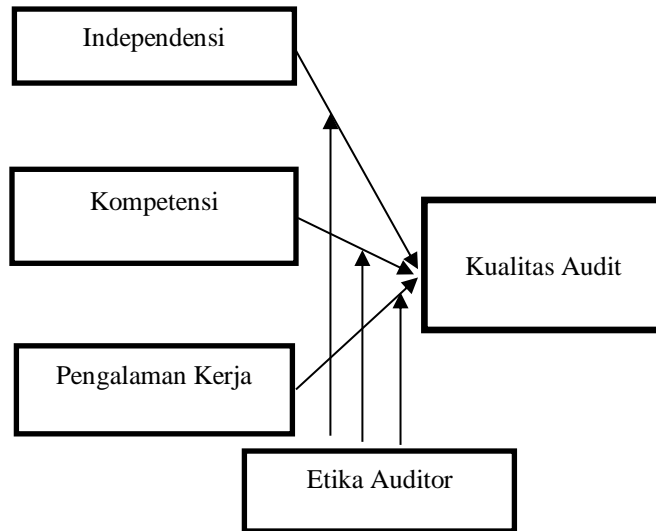 Independensi
Kompetensi
Kualitas Audit
Pengalaman Kerja
Etika Auditor